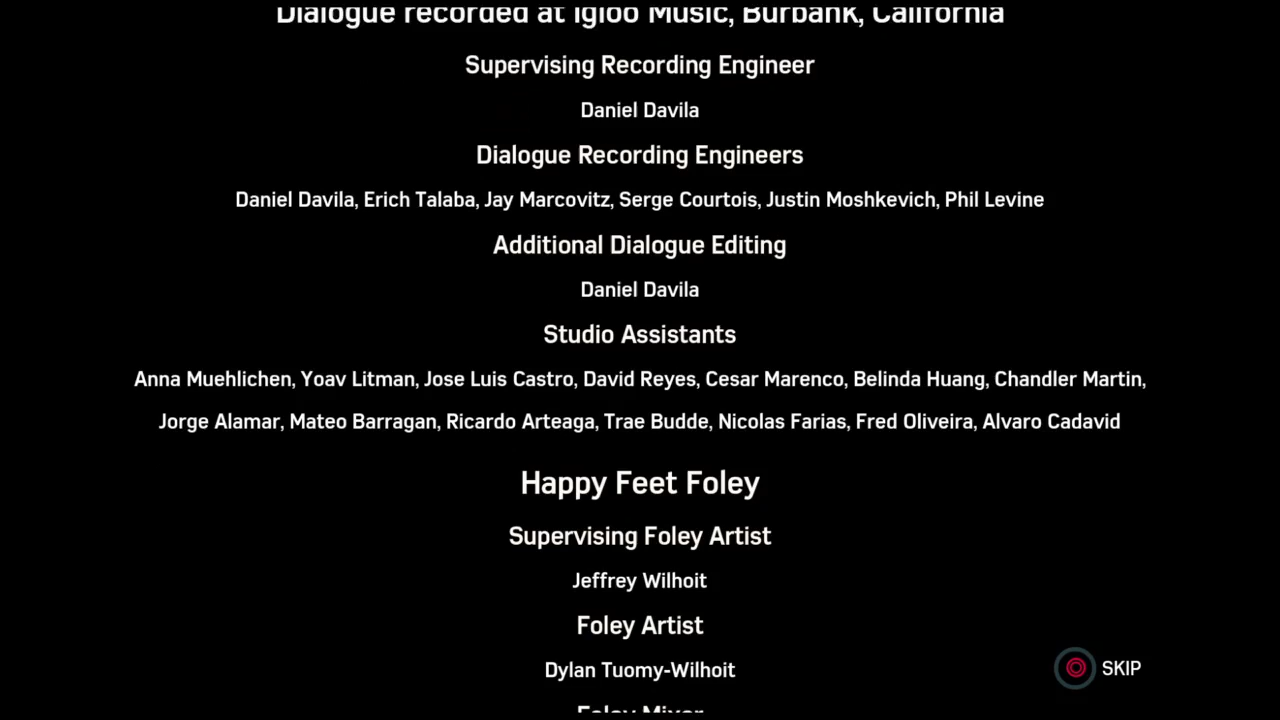 Dialogue recorded at Igloo Music, Burbank, California
Supervising Recording Engineer
Daniel Davila
Dialogue Recording Engineers
Daniel Davila, Erich Talaba, Jay Marcovitz, Serge Courtois, Justin Moshkevich, Phil Levine
Additional Dialogue Editing
Daniel Davila
Studio Assistants
Anna Muehlichen, Yoav Litman, Jose Luis Castro, David Reyes, Cesar Marenco, Belinda Huang, Chandler Martin,
Jorge Alamar, Mateo Barragan, Ricardo Arteaga, Trae Budde, Nicolas Farias, Fred Oliveira, Alvaro Cadavid
Happy Feet Foley
Supervising Foley Artist
Jeffrey Wilhoit
Foley Artist
Dylan Tuomy-Wilhoit
SKIP
Foley Mixer